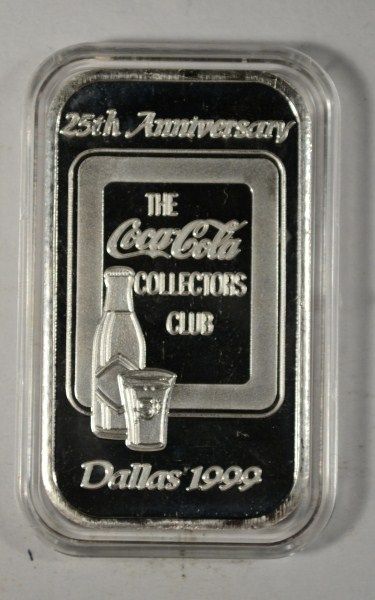 25th Anniversary
THE
Coca-Cola
COLLECTORS
CLUB
Dallas 1999